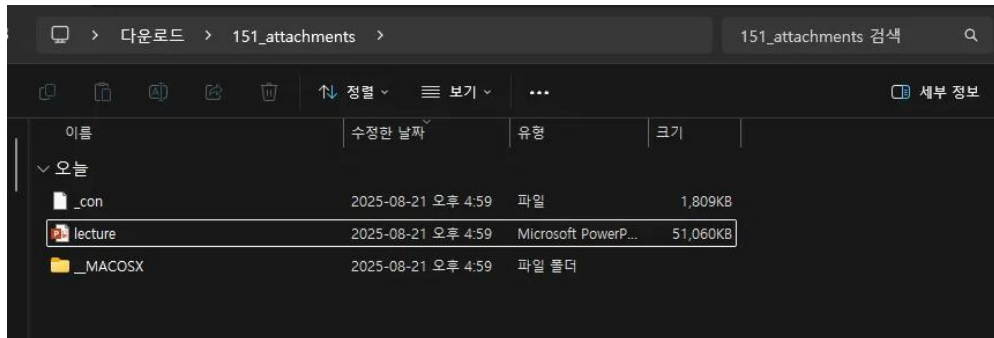 > 다운로드 > 151_attachments >
151_attachments 검색
정렬 보기 ...
세부 정보
이름 수정한 날짜 유형 크기
오늘
_con 2025-08-21 오후 4:59 파일 1,809KB
lecture 2025-08-21 오후 4:59 Microsoft PowerP... 51,060KB
__MACOSX 2025-08-21 오후 4:59 파일 폴더